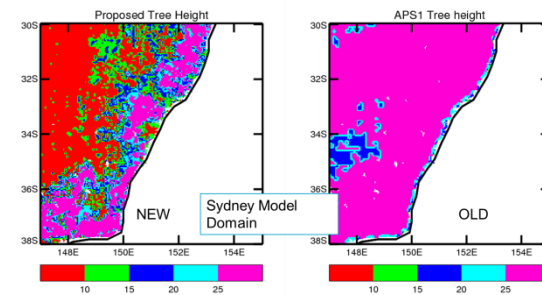 Proposed Tree Height
30S
32S
34S
36S
38S
148E 150E 152E 154E
NEW
10 15 20 25
Sydney Model
Domain
APS1 Tree height
30S
32S
34S
36S
38S
148E 150E 152E 154E
OLD
10 15 20 25